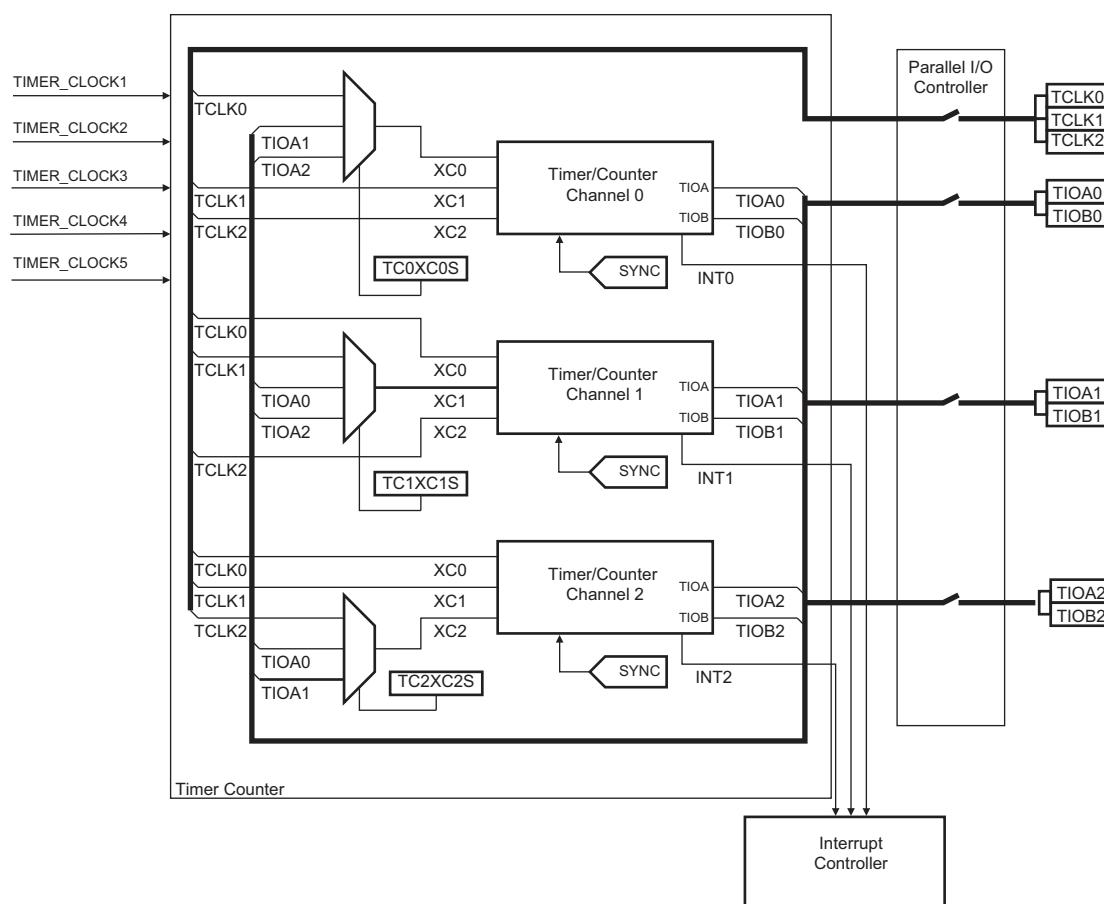 TIMER_CLOCK1
TIMER_CLOCK2
TIMER_CLOCK3
TIMER_CLOCK4
TIMER_CLOCK5
TCLK0
TIOA1
TIOA2
TCLK1
TCLK2
XC0
XC1
XC2
TC0XC0S
Timer/Counter
Channel 0
TIOA
TIOB
TIOA0
TIOB0
SYNC
INT0
TCLK0
TCLK1
TIOA0
TIOA2
TCLK2
XC0
XC1
XC2
TC1XC1S
Timer/Counter
Channel 1
TIOA
TIOB
TIOA1
TIOB1
SYNC
INT1
TCLK0
TCLK1
TCLK2
TIOA0
TIOA1
XC0
XC1
XC2
TC2XC2S
Timer/Counter
Channel 2
TIOA
TIOB
TIOA2
TIOB2
SYNC
INT2
Timer Counter
Parallel I/O
Controller
TCLK0
TCLK1
TCLK2
TIOA0
TIOB0
TIOA1
TIOB1
TIOA2
TIOB2
Interrupt
Controller